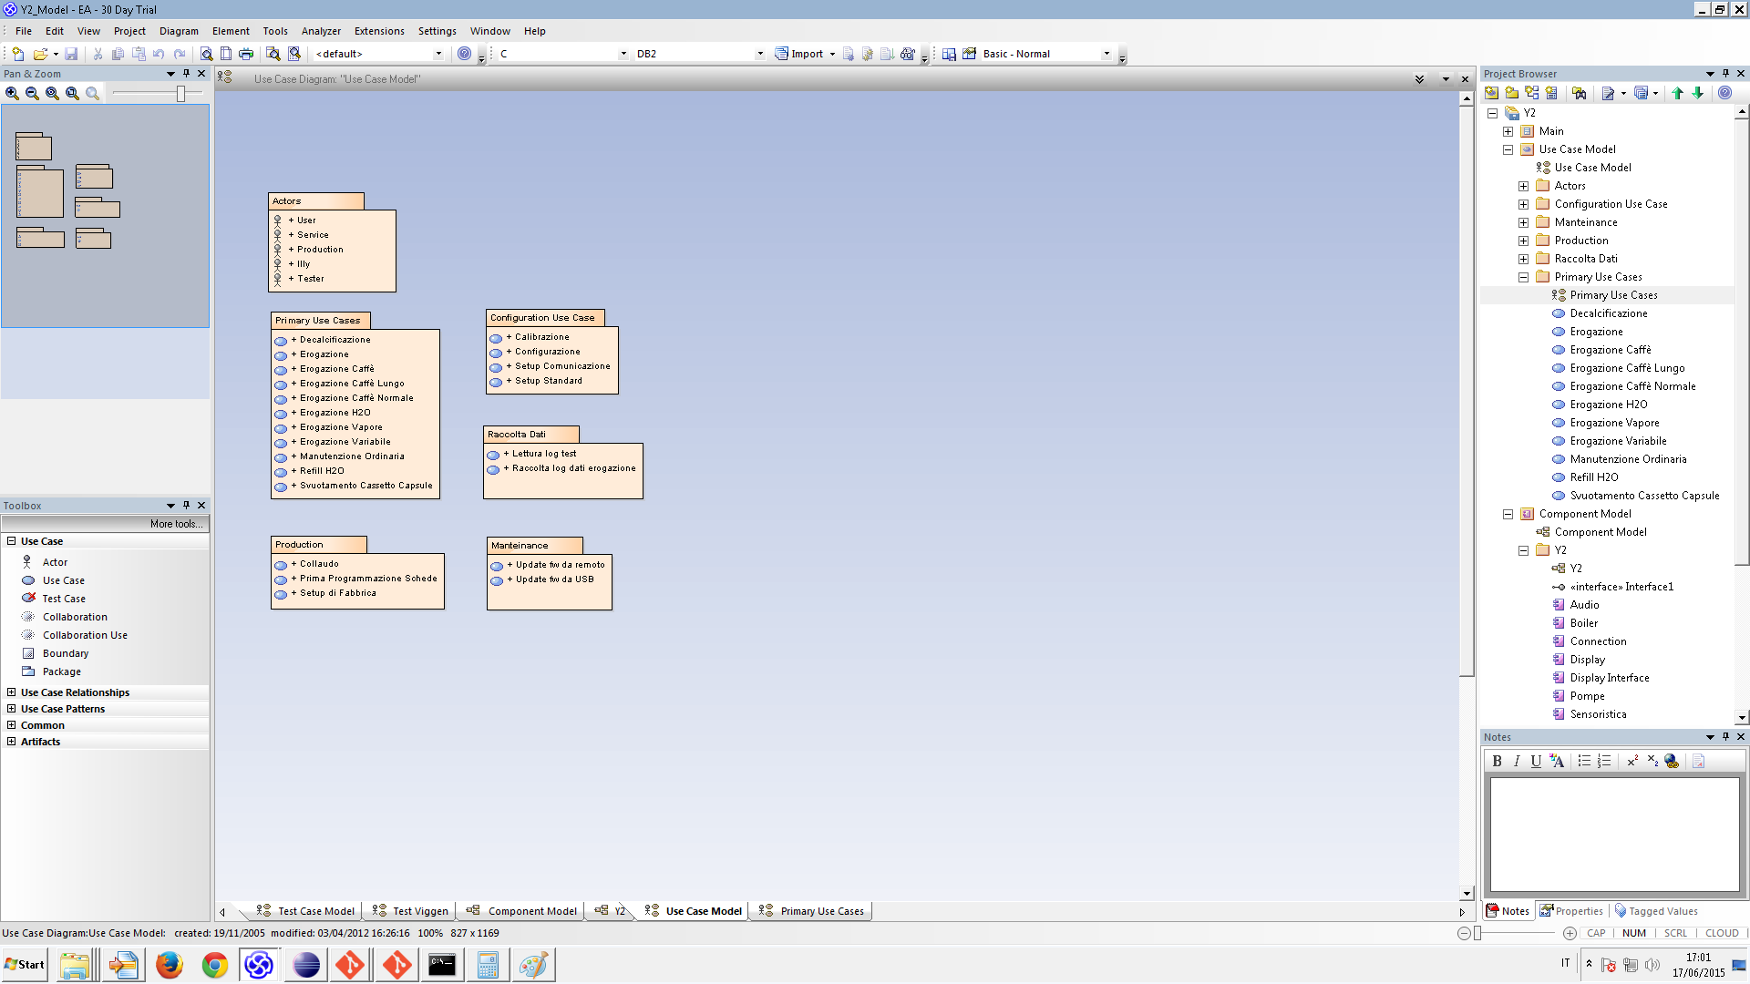 Y2_Model - EA - 30 Day Trial
File Edit View Project Diagram Element Tools Analyzer Extensions Settings Window Help
<default> C DB2 Import Basic - Normal
Pan & Zoom
Use Case Diagram: "Use Case Model"
Project Browser
Actors
+ User
+ Service
+ Production
+ Illy
+ Tester
Primary Use Cases
+ Decalcificazione
+ Erogazione
+ Erogazione Caffè
+ Erogazione Caffè Lungo
+ Erogazione Caffè Normale
+ Erogazione H2O
+ Erogazione Vapore
+ Erogazione Variabile
+ Manutenzione Ordinaria
+ Refill H2O
+ Svuotamento Cassetto Capsule
Configuration Use Case
+ Calibrazione
+ Configurazione
+ Setup Comunicazione
+ Setup Standard
Raccolta Dati
+ Lettura log test
+ Raccolta log dati erogazione
Production
+ Collaudo
+ Prima Programmazione Schede
+ Setup di Fabbrica
Manteinance
+ Update fw da remoto
+ Update fw da USB
Toolbox
More tools...
Use Case
Actor
Use Case
Test Case
Collaboration
Collaboration Use
Boundary
Package
Use Case Relationships
Use Case Patterns
Common
Artifacts
Y2
Main
Use Case Model
Use Case Model
Actors
Configuration Use Case
Manteinance
Production
Raccolta Dati
Primary Use Cases
Primary Use Cases
Decalcificazione
Erogazione
Erogazione Caffè
Erogazione Caffè Lungo
Erogazione Caffè Normale
Erogazione H2O
Erogazione Vapore
Erogazione Variabile
Manutenzione Ordinaria
Refill H2O
Svuotamento Cassetto Capsule
Component Model
Component Model
Y2
Y2
«interface» Interface1
Audio
Boiler
Connection
Display
Display Interface
Pompe
Sensoristica
Notes
B I U A x² x₂
Notes Properties Tagged Values
Test Case Model Test Viggen Component Model Y2 Use Case Model Primary Use Cases
Use Case Diagram:Use Case Model: created: 19/11/2005 modified: 03/04/2012 16:26:16 100% 827 x 1169
CAP NUM SCRL CLOUD
Start
IT
17:01
17/06/2015